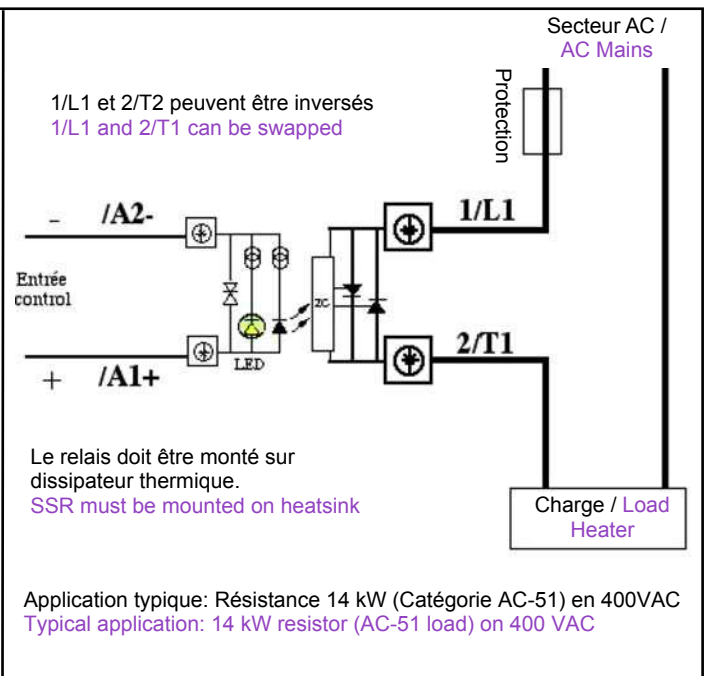 Secteur AC /
AC Mains
Protection
1/L1 et 2/T2 peuvent être inversés
1/L1 and 2/T1 can be swapped
- /A2-
1/L1
Entrée
control
ZC
LED
2/T1
+ /A1+
Le relais doit être monté sur
dissipateur thermique.
SSR must be mounted on heatsink
Charge / Load
Heater
Application typique: Résistance 14 kW (Catégorie AC-51) en 400VAC
Typical application: 14 kW resistor (AC-51 load) on 400 VAC